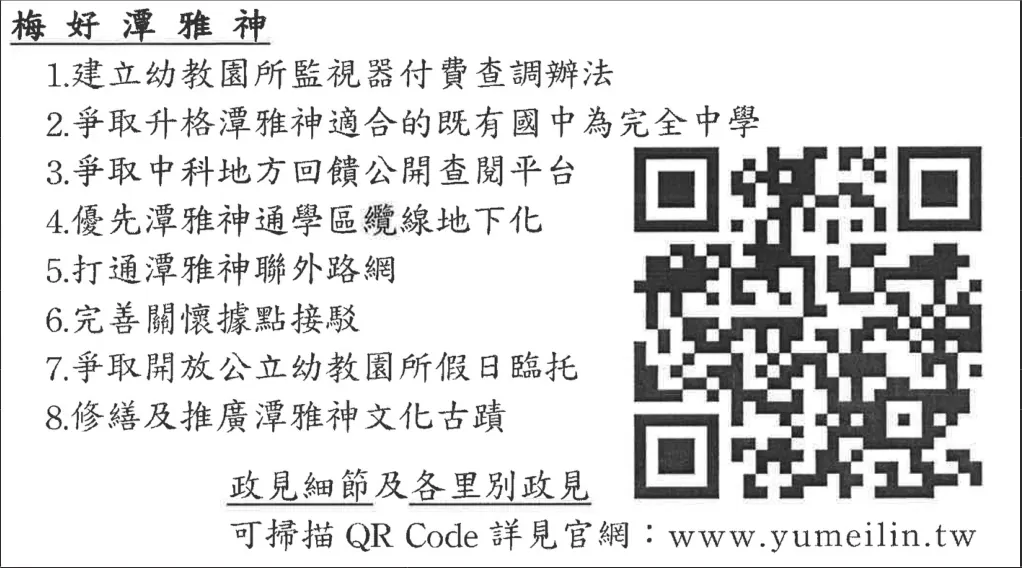 梅好潭雅神
1.建立幼教園所監視器付費查調辦法
2.爭取升格潭雅神適合的既有國中為完全中學
3.爭取中科地方回饋公開查閱平台
4.優先潭雅神通學區纜線地下化
5.打通潭雅神聯外路網
6.完善關懷據點接駁
7.爭取開放公立幼教園所假日臨托
8.修繕及推廣潭雅神文化古蹟
政見細節及各里別政見
可掃描 QR Code 詳見官網：www.yumeilin.tw